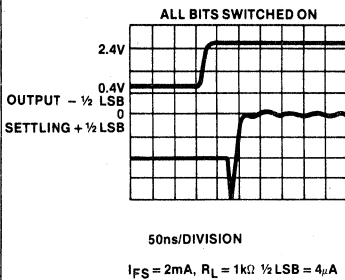 ALL BITS SWITCHED ON
2.4V
0.4V
OUTPUT – ½ LSB
0
SETTLING + ½ LSB
50ns/DIVISION
IFS = 2mA, RL = 1kΩ ½ LSB = 4μA